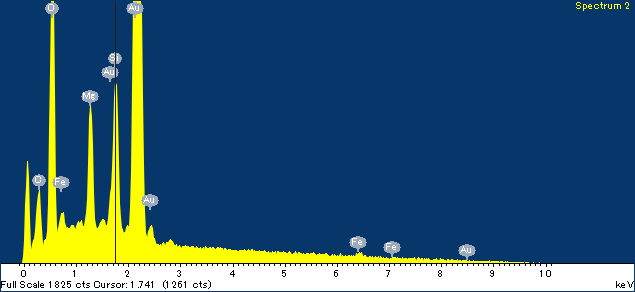 Spectrum 2
O
Au
Si
Au
Mg
Fe
Au
Fe
Fe
Au
0 1 2 3 4 5 6 7 8 9 10
Full Scale 1825 cts Cursor: 1.741 (1261 cts)
keV